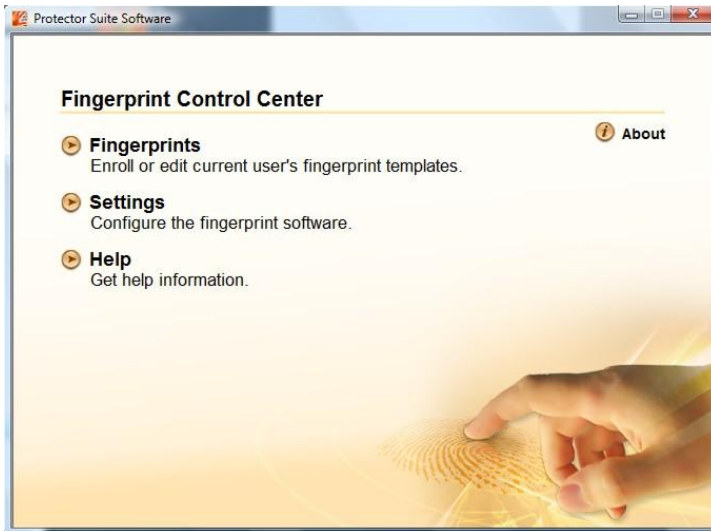 Protector Suite Software
Fingerprint Control Center
About
Fingerprints
Enroll or edit current user's fingerprint templates.
Settings
Configure the fingerprint software.
Help
Get help information.